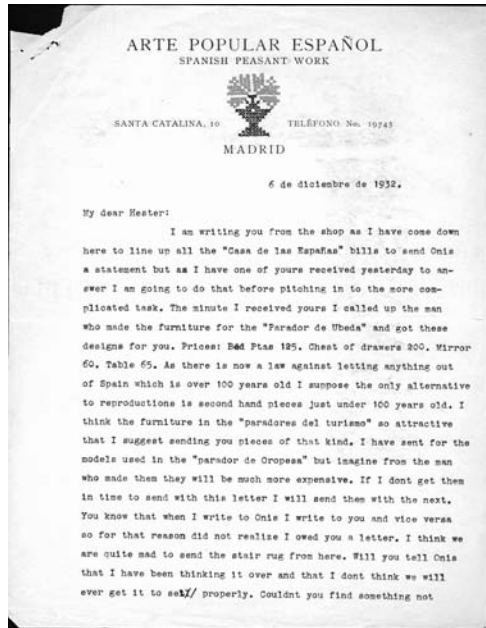 ARTE POPULAR ESPAÑOL
SPANISH PEASANT WORK
SANTA CATALINA, 10 TELÉFONO No. 19743
MADRID
6 de diciembre de 1932.
My dear Hester:
I am writing you from the shop as I have come down
here to line up all the "Casa de las Españas" bills to send Onis
a statement but as I have one of yours received yesterday to an-
swer I am going to do that before pitching in to the more com-
plicated task. The minute I received yours I called up the man
who made the furniture for the "Parador de Ubeda" and got these
designs for you. Prices: Bed Ptas 125. Chest of drawers 200. Mirror
60. Table 65. As there is now a law against letting anything out
of Spain which is over 100 years old I suppose the only alternative
to reproductions is second hand pieces just under 100 years old. I
think the furniture in the "paradores del turismo" so attractive
that I suggest sending you pieces of that kind. I have sent for the
models used in the "parador de Oropesa" but imagine from the man
who made them they will be much more expensive. If I dont get them
in time to send with this letter I will send them with the next.
You know that when I write to Onis I write to you and vice versa
so for that reason did not realize I owed you a letter. I think we
are quite mad to send the stair rug from here. Will you tell Onis
that I have been thinking it over and that I dont think we will
ever get it to set// properly. Couldnt you find something not